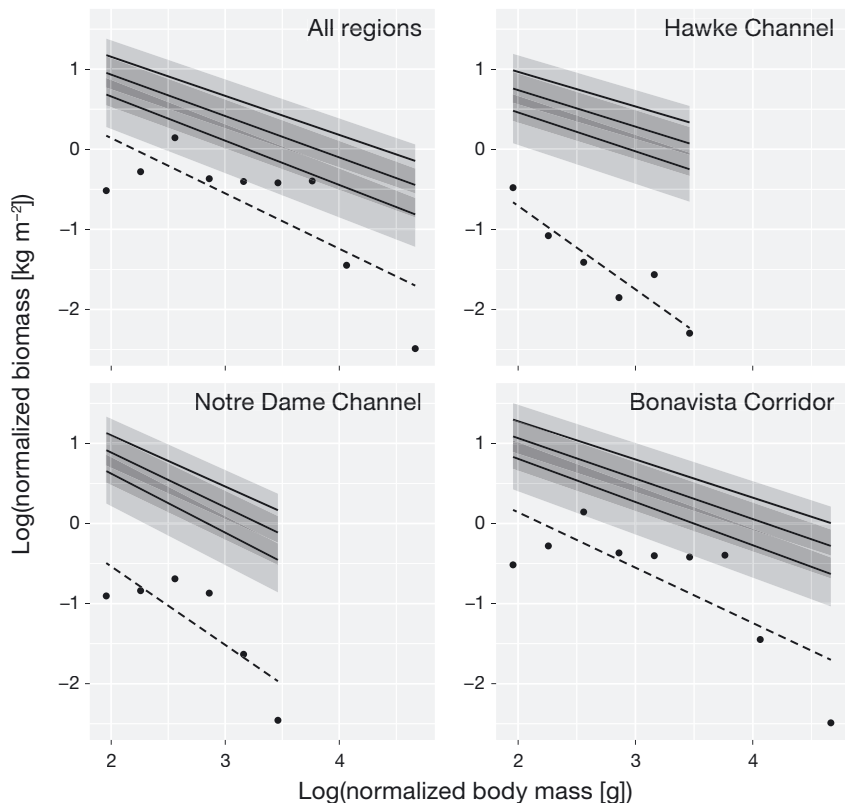 All regions
Hawke Channel
1
0
−1
−2
1
0
−1
−2
Notre Dame Channel
Bonavista Corridor
1
0
−1
−2
1
0
−1
−2
2 3 4
2 3 4
Log(normalized biomass [kg m⁻²])
Log(normalized body mass [g])